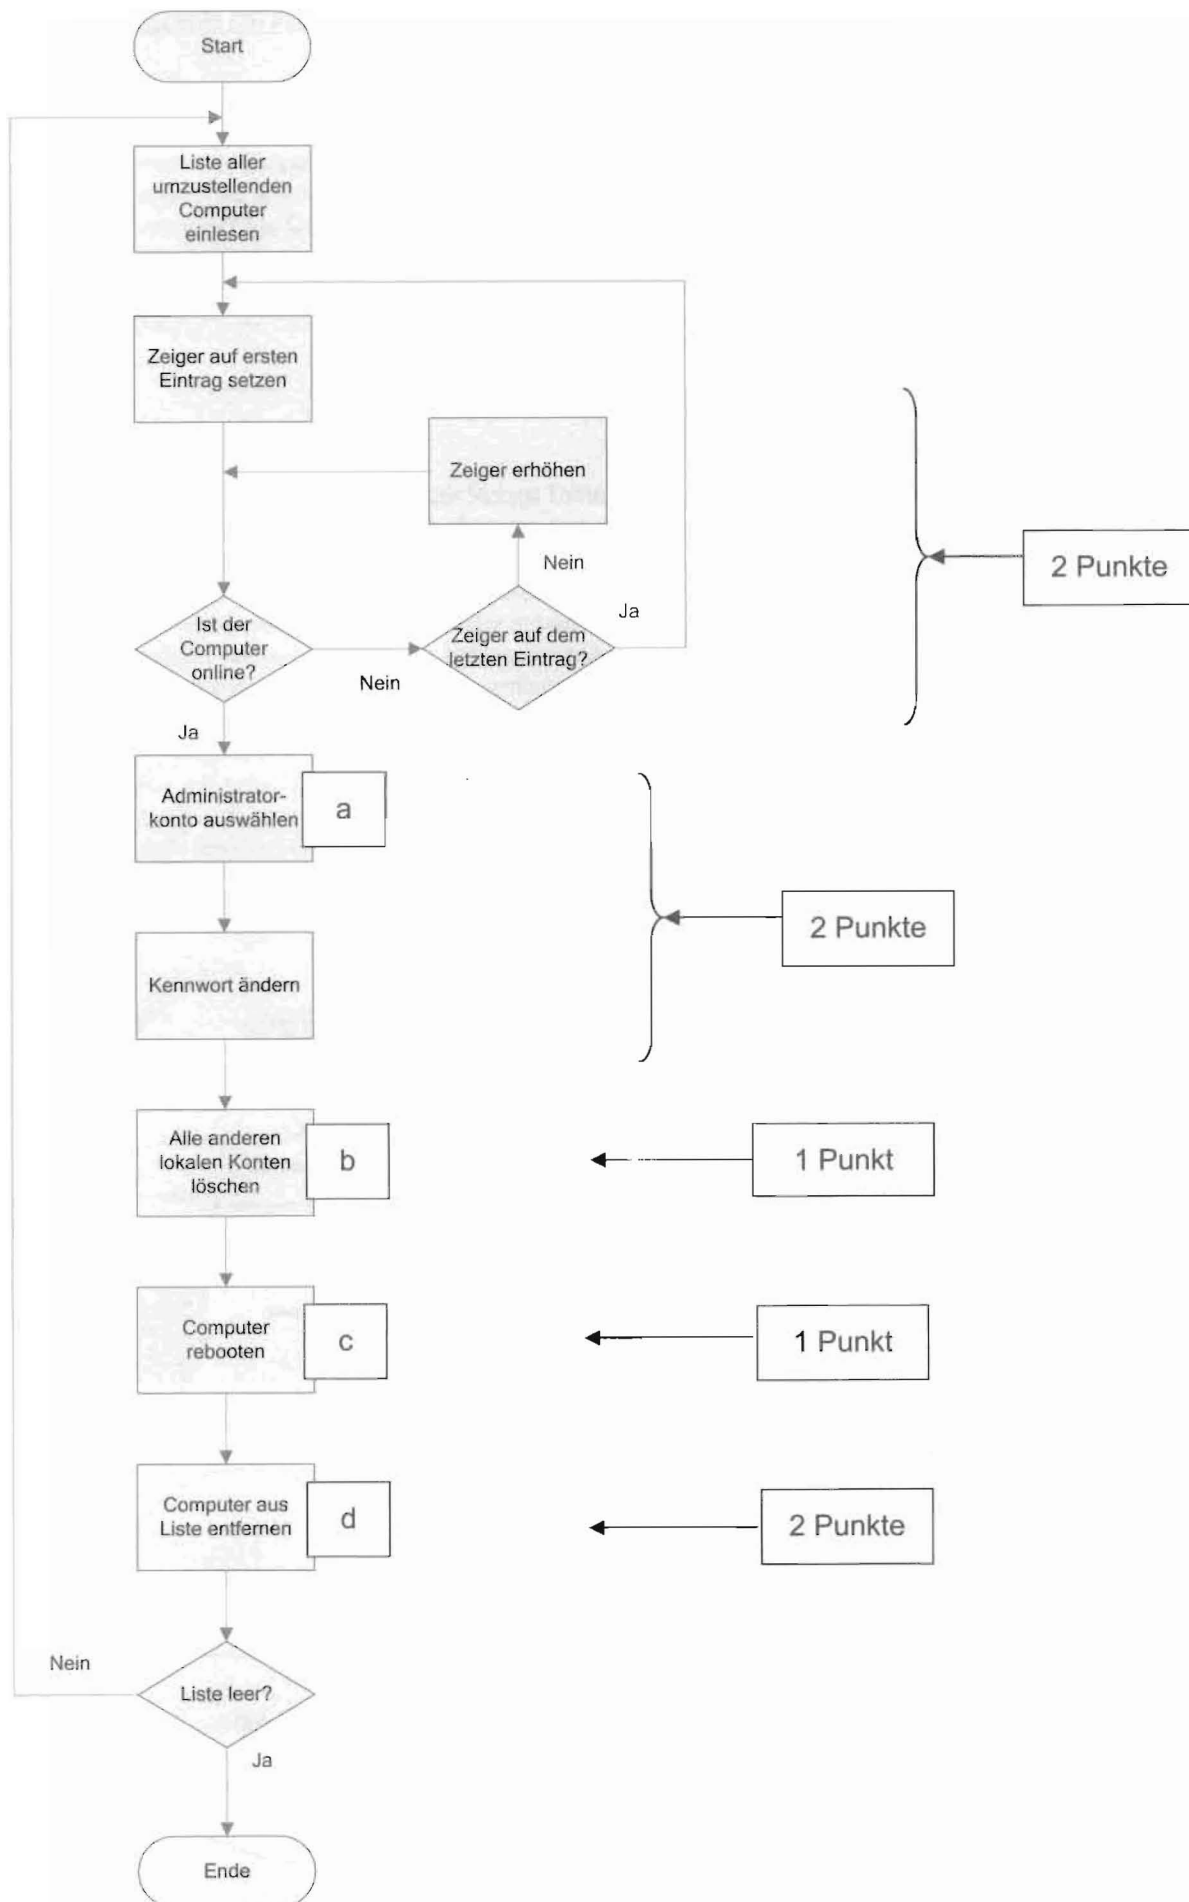 Start
Liste aller
umzustellenden
Computer
einlesen
Zeiger auf ersten
Eintrag setzen
Zeiger erhöhen
Nein
2 Punkte
Ist der
Computer
online?
Nein
Zeiger auf dem
letzten Eintrag?
Ja
Ja
Administrator-
konto auswählen
a
2 Punkte
Kennwort ändern
Alle anderen
lokalen Konten
löschen
b
1 Punkt
Computer
rebooten
c
1 Punkt
Computer aus
Liste entfernen
d
2 Punkte
Nein
Liste leer?
Ja
Ende